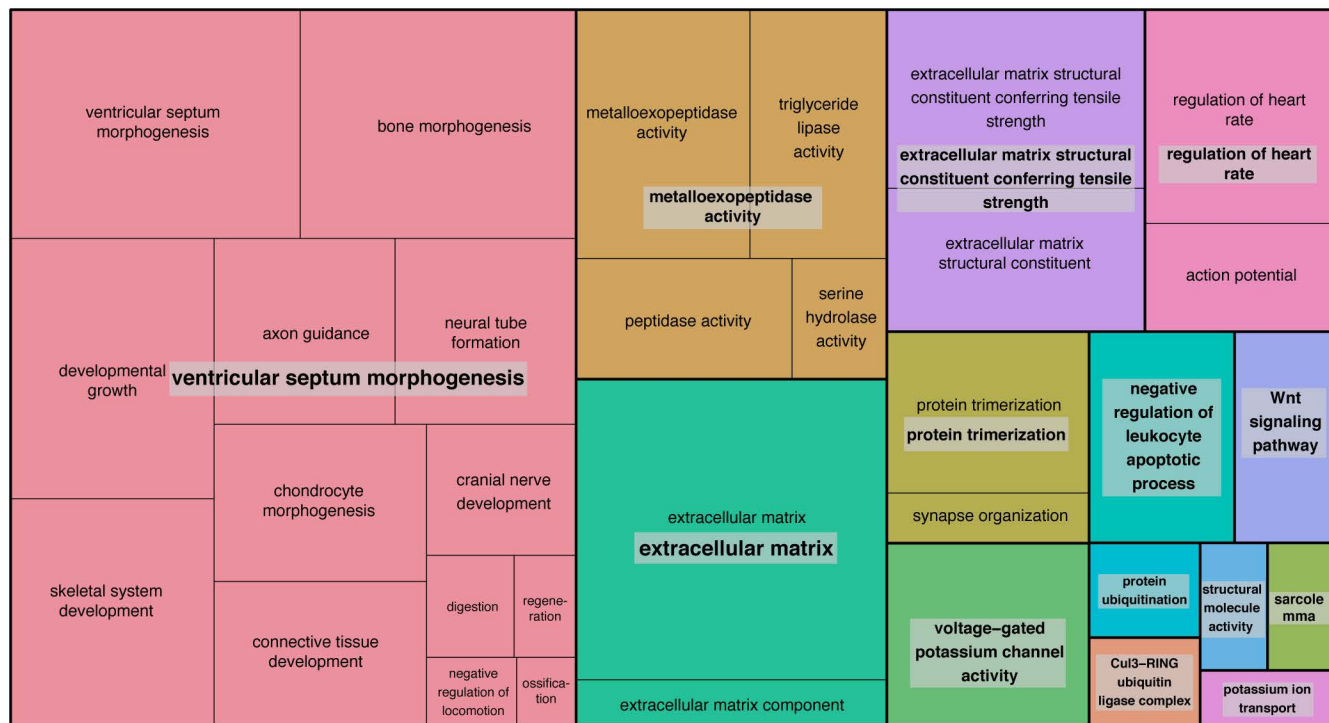 ventricular septum
morphogenesis
bone morphogenesis
developmental
growth
axon guidance
neural tube
formation
ventricular septum morphogenesis
skeletal system
development
chondrocyte
morphogenesis
cranial nerve
development
connective tissue
development
digestion
regene-
ration
negative
regulation of
locomotion
ossifica-
tion
metalloexopeptidase
activity
triglyceride
lipase
activity
metalloexopeptidase
activity
peptidase activity
serine
hydrolase
activity
extracellular matrix
extracellular matrix
extracellular matrix component
extracellular matrix structural
constituent conferring tensile
strength
extracellular matrix structural
constituent conferring tensile
strength
extracellular matrix
structural constituent
regulation of heart
rate
regulation of heart
rate
action potential
protein trimerization
protein trimerization
synapse organization
negative
regulation of
leukocyte
apoptotic
process
Wnt
signaling
pathway
voltage–gated
potassium channel
activity
protein
ubiquitination
structural
molecule
activity
sarcole
mma
Cul3–RING
ubiquitin
ligase complex
potassium ion
transport